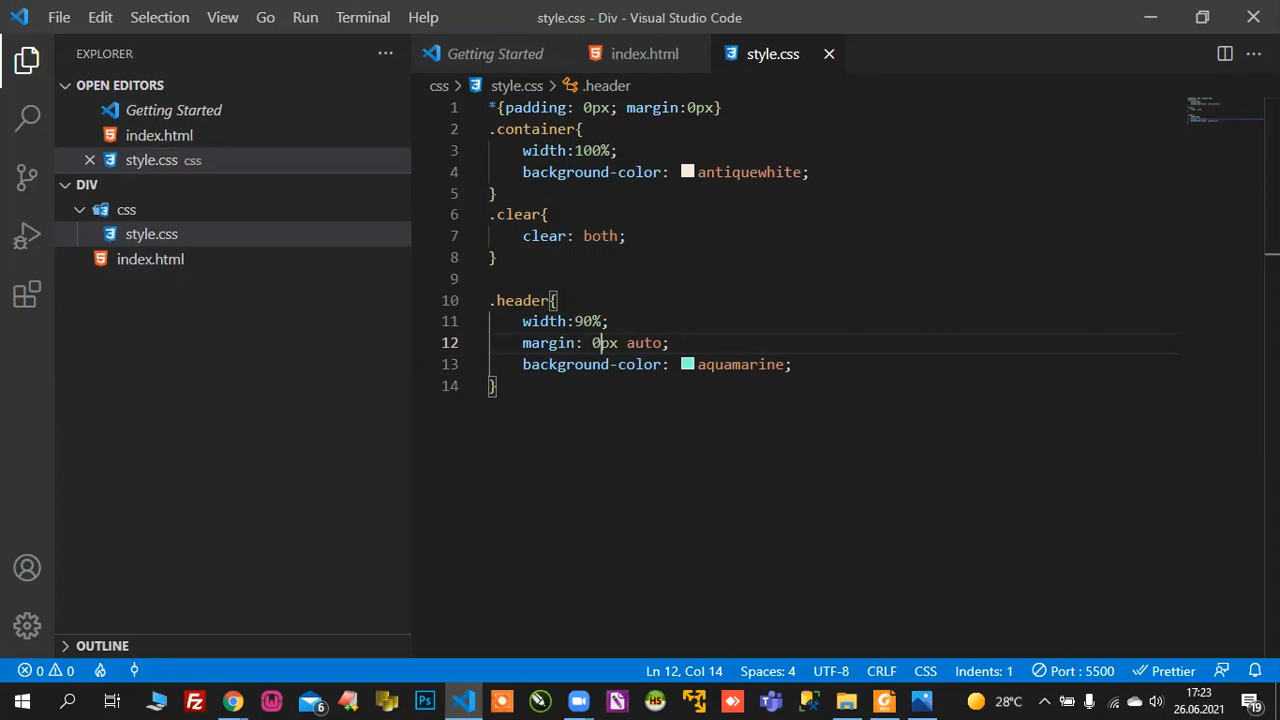 File Edit Selection View Go Run Terminal Help
style.css - Div - Visual Studio Code
EXPLORER
Getting Started
index.html
style.css
OPEN EDITORS
Getting Started
index.html
style.css css
DIV
css
style.css
index.html
OUTLINE
css > style.css > .header
1 *{padding: 0px; margin:0px}
2 .container{
3 width:100%;
4 background-color: antiquewhite;
5 }
6 .clear{
7 clear: both;
8 }
9
10 .header{
11 width:90%;
12 margin: 0px auto;
13 background-color: aquamarine;
14 }
0 0
Ln 12, Col 14 Spaces: 4 UTF-8 CRLF CSS Indents: 1 Port : 5500 Prettier
6
28°C
17:23
26.06.2021
19